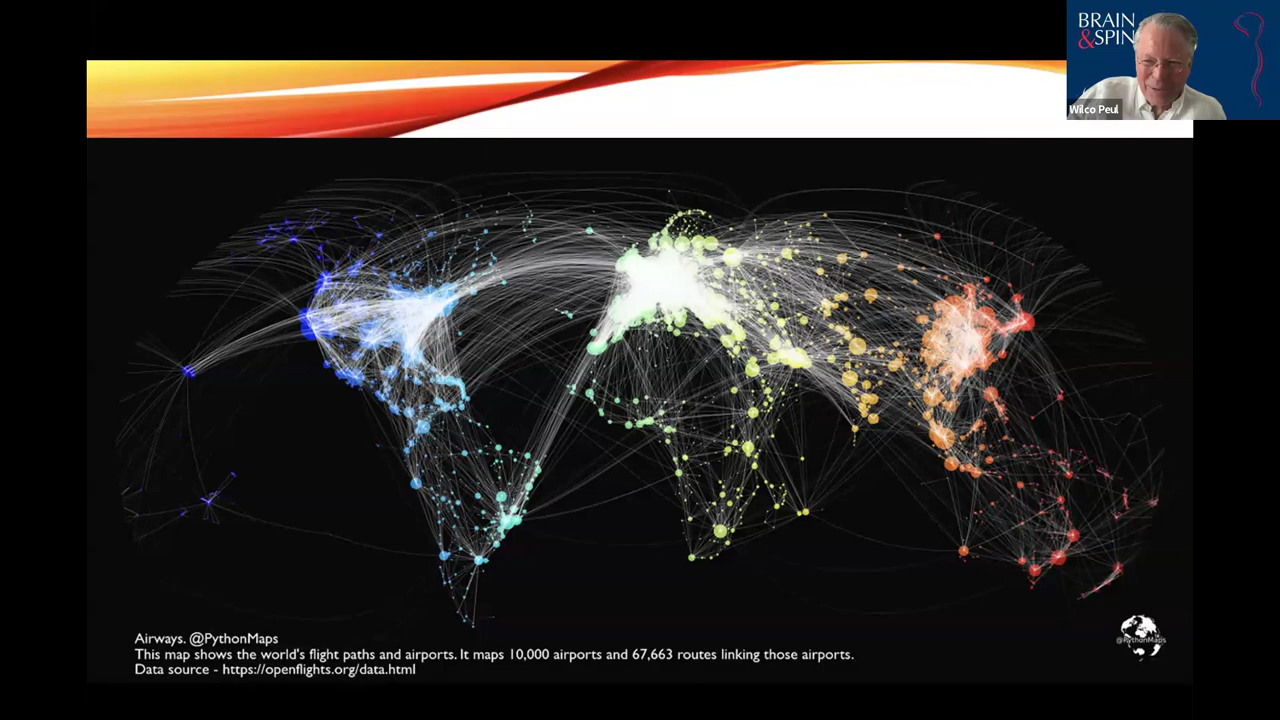 BRAIN
&SPIN
Wilco Peul
Airways. @PythonMaps
This map shows the world's flight paths and airports. It maps 10,000 airports and 67,663 routes linking those airports.
Data source - https://openflights.org/data.html
@PythonMaps